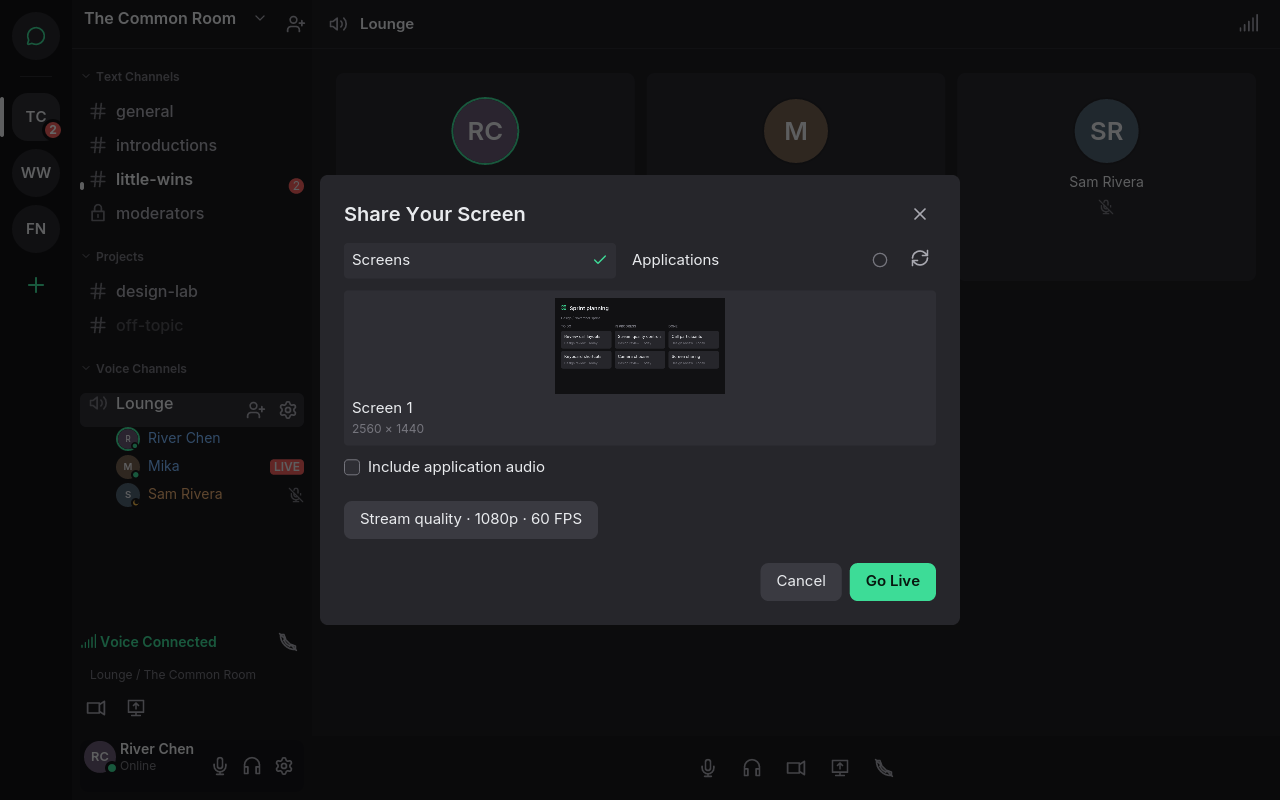 The Common Room
Lounge
TC
2
WW
FN
Text Channels
general
introductions
little-wins
2
moderators
Projects
design-lab
off-topic
Voice Channels
Lounge
R
River Chen
M
Mika
LIVE
S
Sam Rivera
RC
M
SR
Sam Rivera
Share Your Screen
Screens
Applications
Sprint planning
Screen 1
2560 × 1440
Include application audio
Stream quality · 1080p · 60 FPS
Cancel
Go Live
Voice Connected
Lounge / The Common Room
RC
River Chen
Online